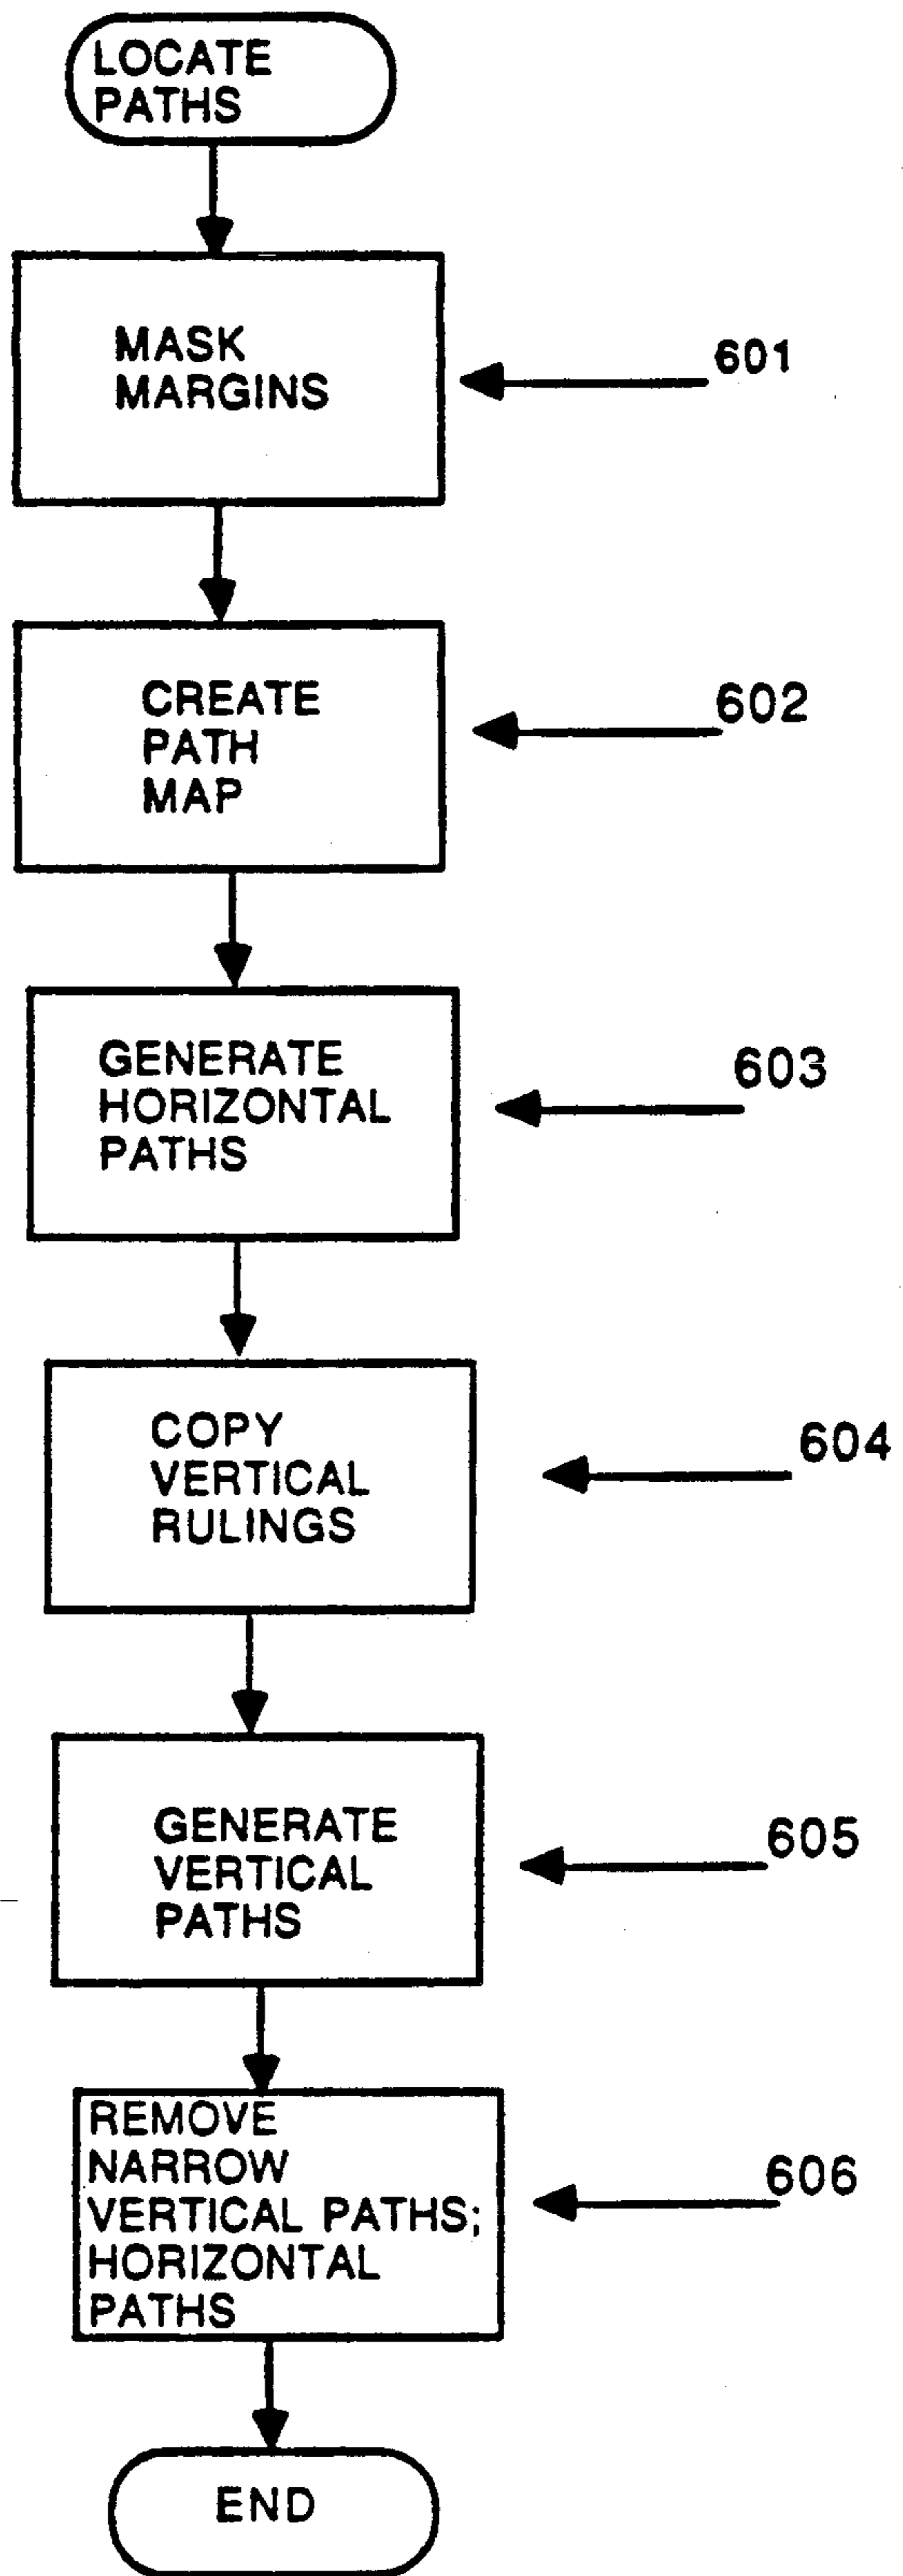 LOCATE
PATHS
MASK
MARGINS
601
CREATE
PATH
MAP
602
GENERATE
HORIZONTAL
PATHS
603
COPY
VERTICAL
RULINGS
604
GENERATE
VERTICAL
PATHS
605
REMOVE
NARROW
VERTICAL PATHS;
HORIZONTAL
PATHS
606
END